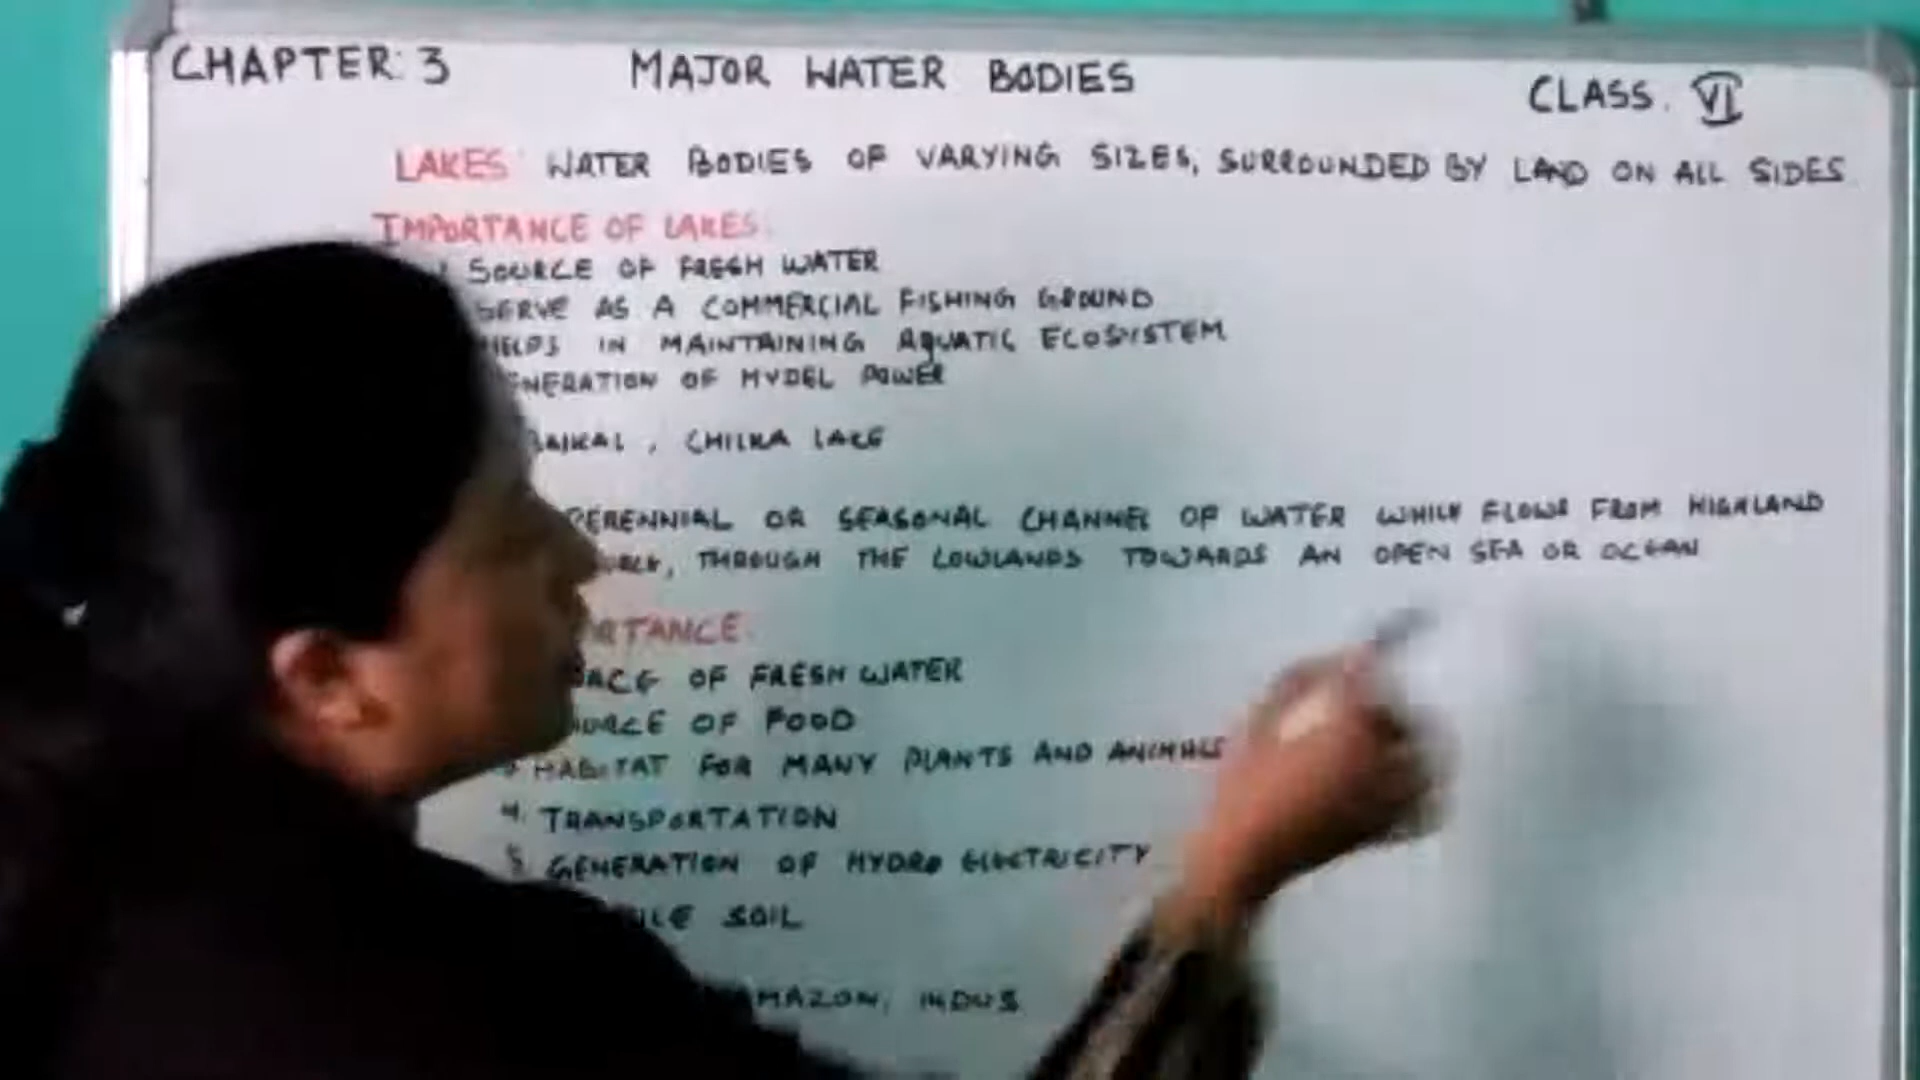 CHAPTER: 3
MAJOR WATER BODIES
CLASS. VI
LAKES: WATER BODIES OF VARYING SIZES, SURROUNDED BY LAND ON ALL SIDES
IMPORTANCE OF LAKES:
SOURCE OF FRESH WATER
SERVE AS A COMMERCIAL FISHING GROUND
HELPS IN MAINTAINING AQUATIC ECOSYSTEM
NERATION OF HYDEL POWER
BAIKAL, CHILKA LAKE
PERENNIAL OR SEASONAL CHANNEL OF WATER WHICH FLOWS FROM HIGHLAND
THROUGH THE LOWLANDS TOWARDS AN OPEN SEA OR OCEAN
RTANCE:
OF FRESH WATER
OURCE OF FOOD
HABITAT FOR MANY PLANTS AND ANIMALS
4. TRANSPORTATION
5. GENERATION OF HYDRO ELECTRICITY
SOIL
AMAZON, INDUS